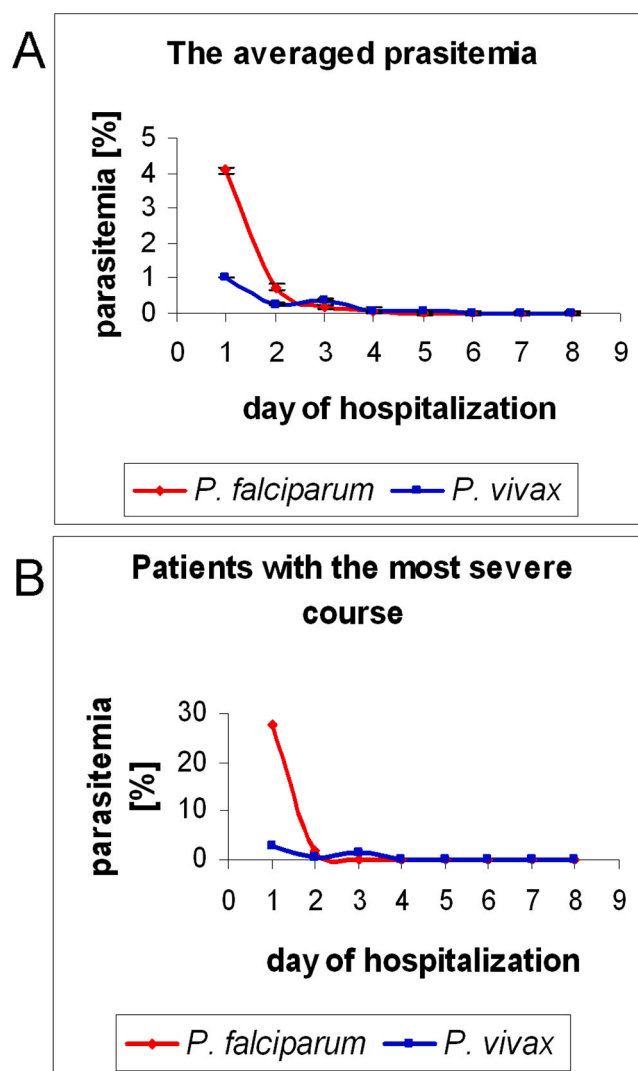 A
The averaged prasitemia
parasitemia [%]
5
4
3
2
1
0
0 1 2 3 4 5 6 7 8 9
day of hospitalization
P. falciparum P. vivax
B
Patients with the most severe
course
parasitemia
[%]
30
20
10
0
0 1 2 3 4 5 6 7 8 9
day of hospitalization
P. falciparum P. vivax